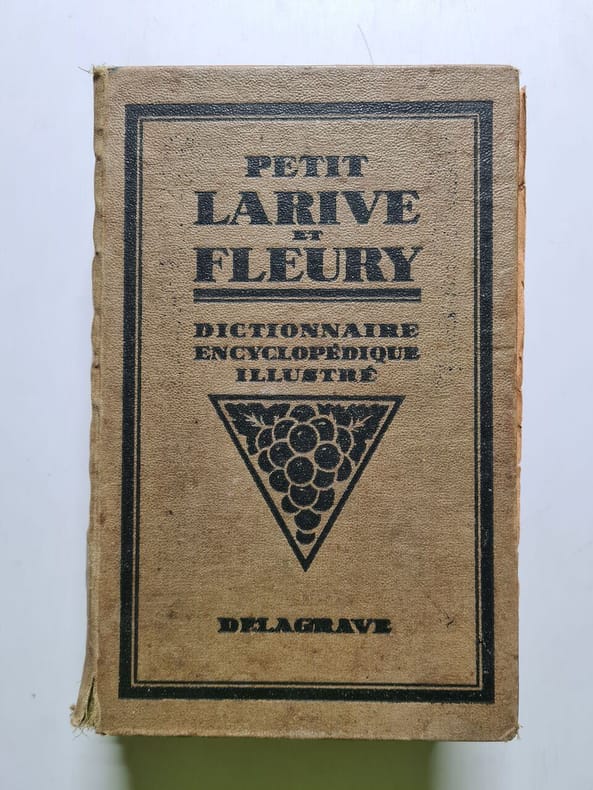 PETIT
LARIVE
ET
FLEURY
DICTIONNAIRE
ENCYCLOPÉDIQUE
ILLUSTRÉ
DELAGRAVE